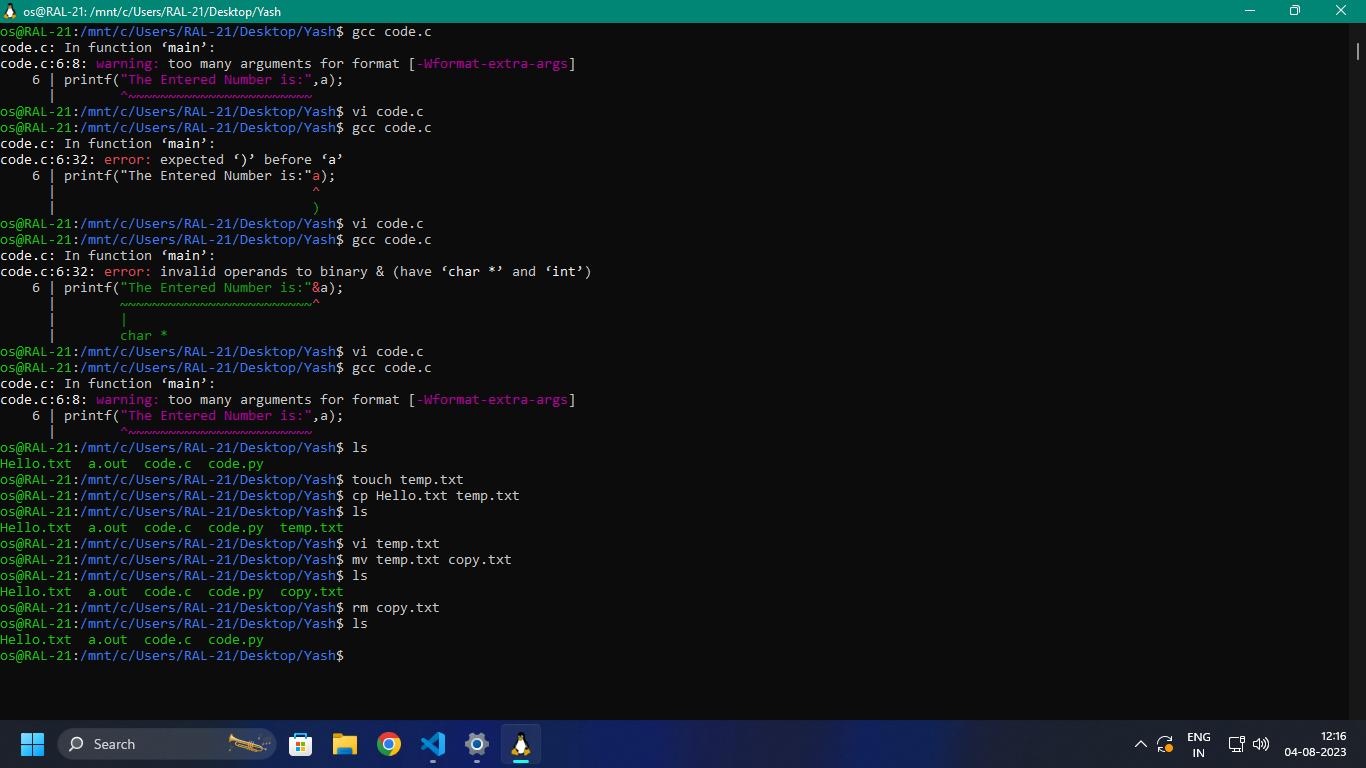 os@RAL-21: /mnt/c/Users/RAL-21/Desktop/Yash
os@RAL-21:/mnt/c/Users/RAL-21/Desktop/Yash$ gcc code.c
code.c: In function ‘main’:
code.c:6:8: warning: too many arguments for format [-Wformat-extra-args]
    6 | printf("The Entered Number is:",a);
      |        ^~~~~~~~~~~~~~~~~~~~~~~~
os@RAL-21:/mnt/c/Users/RAL-21/Desktop/Yash$ vi code.c
os@RAL-21:/mnt/c/Users/RAL-21/Desktop/Yash$ gcc code.c
code.c: In function ‘main’:
code.c:6:32: error: expected ‘)’ before ‘a’
    6 | printf("The Entered Number is:"a);
      |                                ^
      |                                )
os@RAL-21:/mnt/c/Users/RAL-21/Desktop/Yash$ vi code.c
os@RAL-21:/mnt/c/Users/RAL-21/Desktop/Yash$ gcc code.c
code.c: In function ‘main’:
code.c:6:32: error: invalid operands to binary & (have ‘char *’ and ‘int’)
    6 | printf("The Entered Number is:"&a);
      |        ~~~~~~~~~~~~~~~~~~~~~~~~^
      |        |
      |        char *
os@RAL-21:/mnt/c/Users/RAL-21/Desktop/Yash$ vi code.c
os@RAL-21:/mnt/c/Users/RAL-21/Desktop/Yash$ gcc code.c
code.c: In function ‘main’:
code.c:6:8: warning: too many arguments for format [-Wformat-extra-args]
    6 | printf("The Entered Number is:",a);
      |        ^~~~~~~~~~~~~~~~~~~~~~~~
os@RAL-21:/mnt/c/Users/RAL-21/Desktop/Yash$ ls
Hello.txt  a.out  code.c  code.py
os@RAL-21:/mnt/c/Users/RAL-21/Desktop/Yash$ touch temp.txt
os@RAL-21:/mnt/c/Users/RAL-21/Desktop/Yash$ cp Hello.txt temp.txt
os@RAL-21:/mnt/c/Users/RAL-21/Desktop/Yash$ ls
Hello.txt  a.out  code.c  code.py  temp.txt
os@RAL-21:/mnt/c/Users/RAL-21/Desktop/Yash$ vi temp.txt
os@RAL-21:/mnt/c/Users/RAL-21/Desktop/Yash$ mv temp.txt copy.txt
os@RAL-21:/mnt/c/Users/RAL-21/Desktop/Yash$ ls
Hello.txt  a.out  code.c  code.py  copy.txt
os@RAL-21:/mnt/c/Users/RAL-21/Desktop/Yash$ rm copy.txt
os@RAL-21:/mnt/c/Users/RAL-21/Desktop/Yash$ ls
Hello.txt  a.out  code.c  code.py
os@RAL-21:/mnt/c/Users/RAL-21/Desktop/Yash$
Search
ENG
IN
12:16
04-08-2023